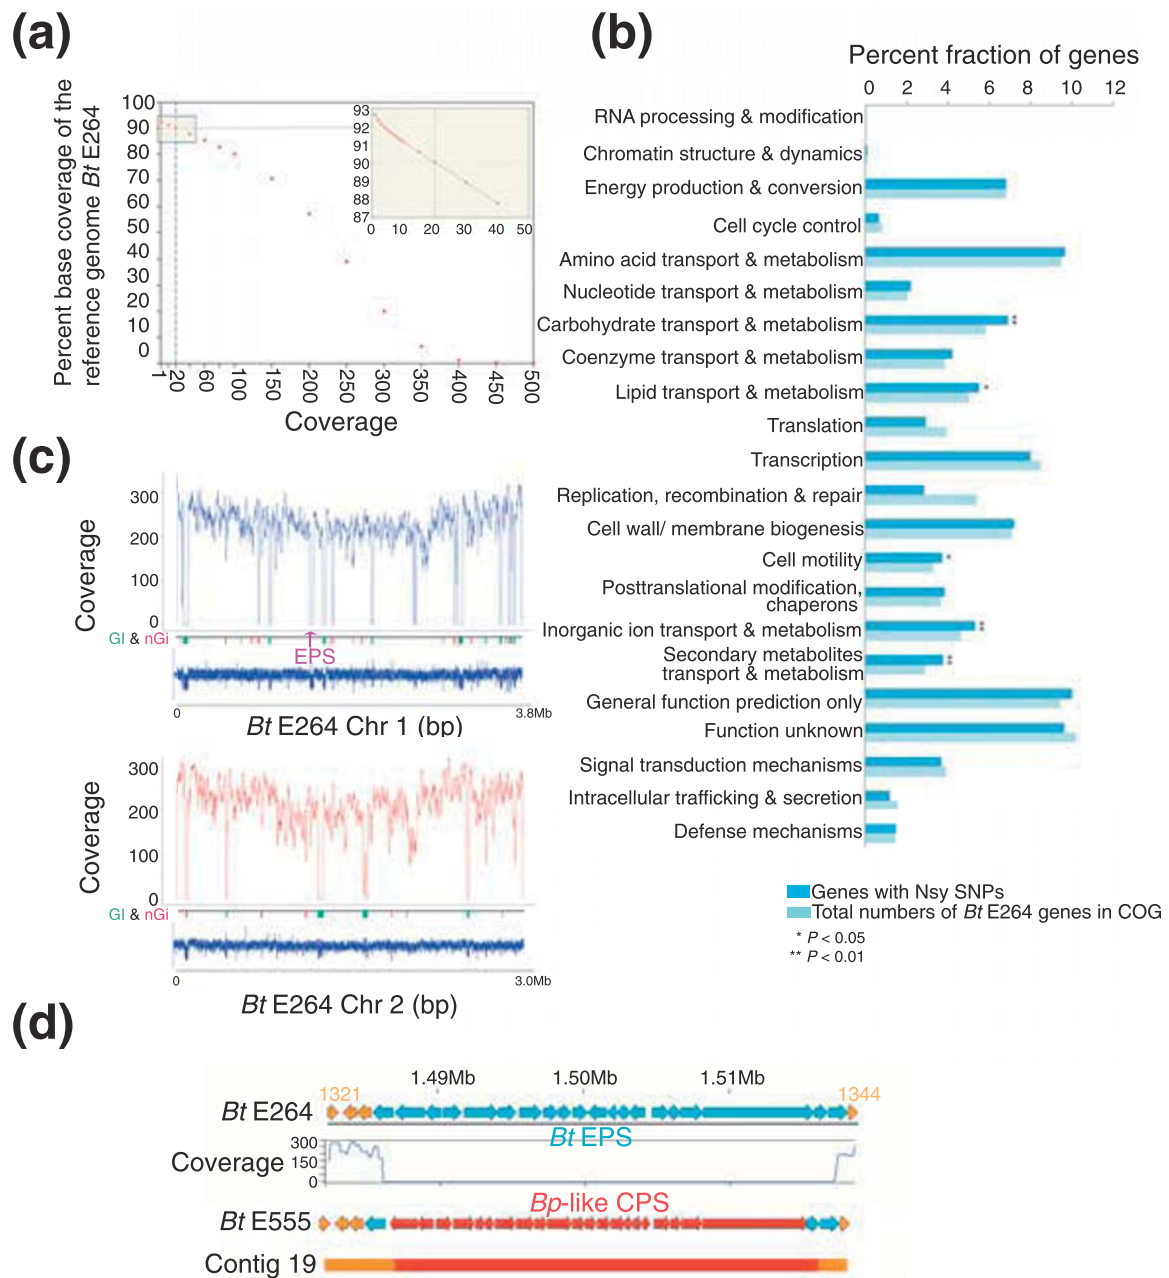 (a)
Percent base coverage of the
reference genome Bt E264
100
90
80
70
60
50
40
30
20
10
0
1
20
60
100
150
200
250
300
350
400
450
500
Coverage
93
92
91
90
89
88
87
0 10 20 30 40 50
(b)
Percent fraction of genes
0 2 4 6 8 10 12
RNA processing & modification
Chromatin structure & dynamics
Energy production & conversion
Cell cycle control
Amino acid transport & metabolism
Nucleotide transport & metabolism
Carbohydrate transport & metabolism
**
Coenzyme transport & metabolism
Lipid transport & metabolism
*
Translation
Transcription
Replication, recombination & repair
Cell wall/ membrane biogenesis
Cell motility
*
Posttranslational modification,
chaperons
Inorganic ion transport & metabolism
**
Secondary metabolites
transport & metabolism
**
General function prediction only
Function unknown
Signal transduction mechanisms
Intracellular trafficking & secretion
Defense mechanisms
Genes with Nsy SNPs
Total numbers of Bt E264 genes in COG
* P < 0.05
** P < 0.01
(c)
Coverage
300
200
100
0
GI & nGi
EPS
0 3.8Mb
Bt E264 Chr 1 (bp)
Coverage
300
200
100
0
GI & nGi
0 3.0Mb
Bt E264 Chr 2 (bp)
(d)
1321 1.49Mb 1.50Mb 1.51Mb 1344
Bt E264
Bt EPS
Coverage
300
150
0
Bp-like CPS
Bt E555
Contig 19